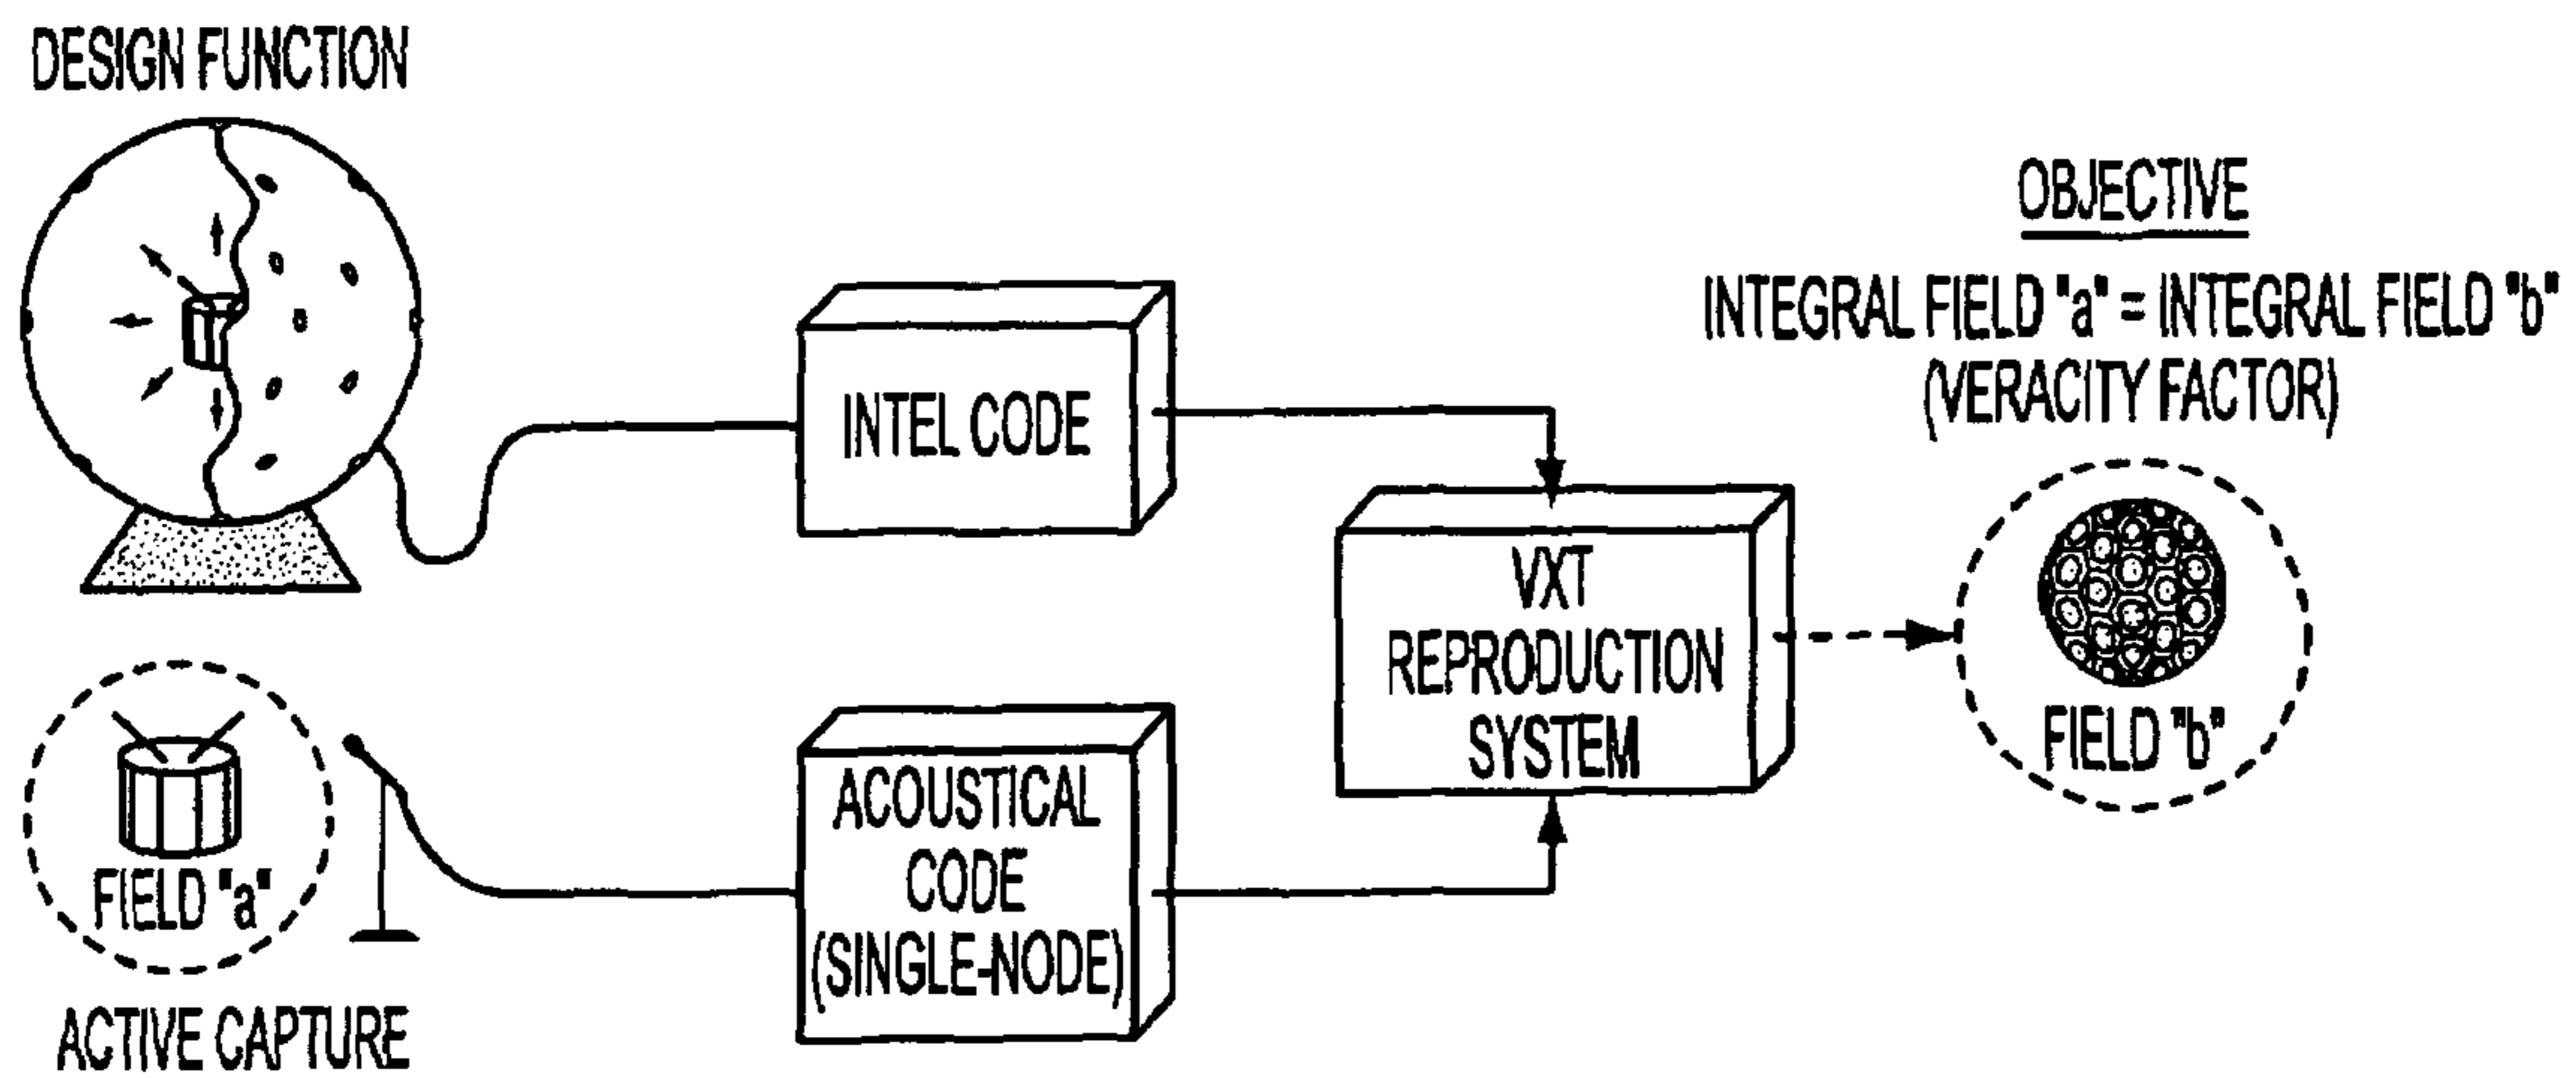 DESIGN FUNCTION
INTEL CODE
OBJECTIVE
INTEGRAL FIELD "a" = INTEGRAL FIELD "b"
(VERACITY FACTOR)
VXT
REPRODUCTION
SYSTEM
FIELD "b"
FIELD "a"
ACTIVE CAPTURE
ACOUSTICAL
CODE
(SINGLE-NODE)